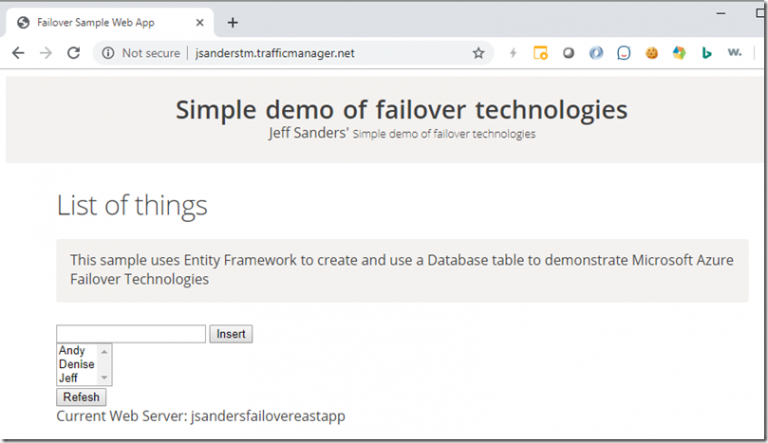 Failover Sample Web App
Not secure | jsanderstm.trafficmanager.net
Simple demo of failover technologies
Jeff Sanders' Simple demo of failover technologies
List of things
This sample uses Entity Framework to create and use a Database table to demonstrate Microsoft Azure
Failover Technologies
Insert
Andy
Denise
Jeff
Refesh
Current Web Server: jsandersfailovereastapp